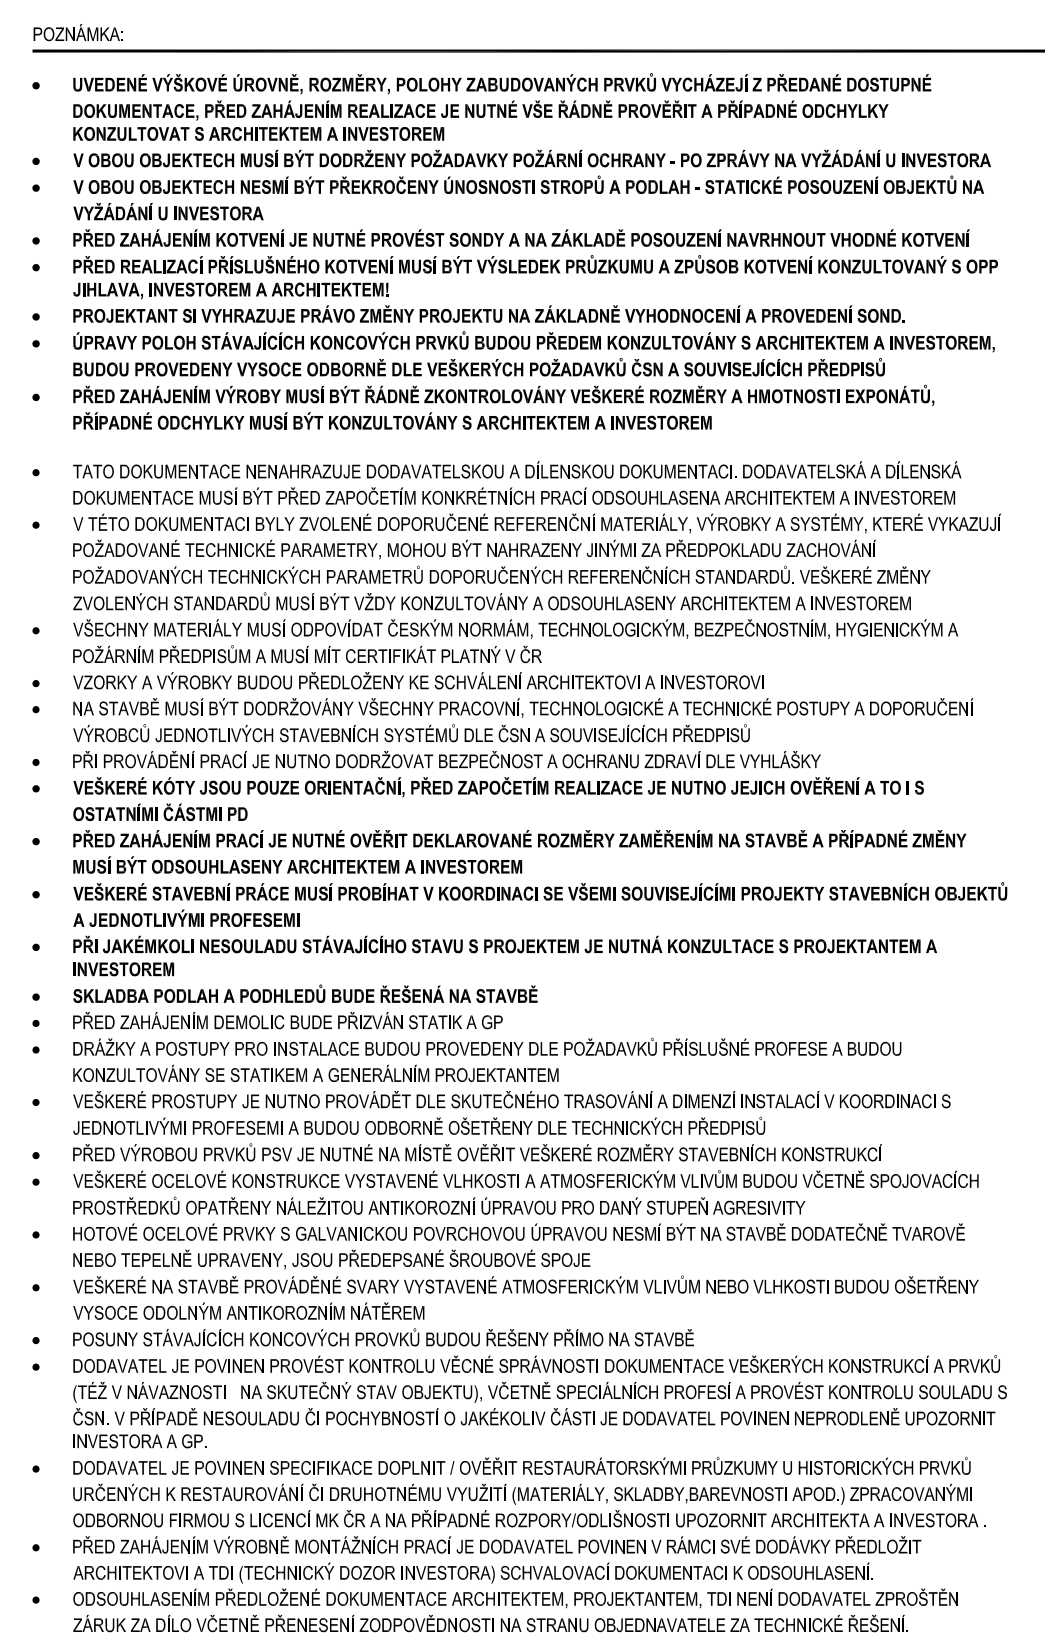 POZNÁMKA:
• UVEDENÉ VÝŠKOVÉ ÚROVNĚ, ROZMĚRY, POLOHY ZABUDOVANÝCH PRVKŮ VYCHÁZEJÍ Z PŘEDANÉ DOSTUPNÉ
DOKUMENTACE, PŘED ZAHÁJENÍM REALIZACE JE NUTNÉ VŠE ŘÁDNĚ PROVĚŘIT A PŘÍPADNÉ ODCHYLKY
KONZULTOVAT S ARCHITEKTEM A INVESTOREM
• V OBOU OBJEKTECH MUSÍ BÝT DODRŽENY POŽADAVKY POŽÁRNÍ OCHRANY - PO ZPRÁVY NA VYŽÁDÁNÍ U INVESTORA
• V OBOU OBJEKTECH NESMÍ BÝT PŘEKROČENY ÚNOSNOSTI STROPŮ A PODLAH - STATICKÉ POSOUZENÍ OBJEKTŮ NA
VYŽÁDÁNÍ U INVESTORA
• PŘED ZAHÁJENÍM KOTVENÍ JE NUTNÉ PROVÉST SONDY A NA ZÁKLADĚ POSOUZENÍ NAVRHNOUT VHODNÉ KOTVENÍ
• PŘED REALIZACÍ PŘÍSLUŠNÉHO KOTVENÍ MUSÍ BÝT VÝSLEDEK PRŮZKUMU A ZPŮSOB KOTVENÍ KONZULTOVANÝ S OPP
JIHLAVA, INVESTOREM A ARCHITEKTEM!
• PROJEKTANT SI VYHRAZUJE PRÁVO ZMĚNY PROJEKTU NA ZÁKLADNĚ VYHODNOCENÍ A PROVEDENÍ SOND.
• ÚPRAVY POLOH STÁVAJÍCÍCH KONCOVÝCH PRVKŮ BUDOU PŘEDEM KONZULTOVÁNY S ARCHITEKTEM A INVESTOREM,
BUDOU PROVEDENY VYSOCE ODBORNĚ DLE VEŠKERÝCH POŽADAVKŮ ČSN A SOUVISEJÍCÍCH PŘEDPISŮ
• PŘED ZAHÁJENÍM VÝROBY MUSÍ BÝT ŘÁDNĚ ZKONTROLOVÁNY VEŠKERÉ ROZMĚRY A HMOTNOSTI EXPONÁTŮ,
PŘÍPADNÉ ODCHYLKY MUSÍ BÝT KONZULTOVÁNY S ARCHITEKTEM A INVESTOREM
• TATO DOKUMENTACE NENAHRAZUJE DODAVATELSKOU A DÍLENSKOU DOKUMENTACI. DODAVATELSKÁ A DÍLENSKÁ
DOKUMENTACE MUSÍ BÝT PŘED ZAPOČETÍM KONKRÉTNÍCH PRACÍ ODSOUHLASENA ARCHITEKTEM A INVESTOREM
• V TÉTO DOKUMENTACI BYLY ZVOLENÉ DOPORUČENÉ REFERENČNÍ MATERIÁLY, VÝROBKY A SYSTÉMY, KTERÉ VYKAZUJÍ
POŽADOVANÉ TECHNICKÉ PARAMETRY, MOHOU BÝT NAHRAZENY JINÝMI ZA PŘEDPOKLADU ZACHOVÁNÍ
POŽADOVANÝCH TECHNICKÝCH PARAMETRŮ DOPORUČENÝCH REFERENČNÍCH STANDARDŮ. VEŠKERÉ ZMĚNY
ZVOLENÝCH STANDARDŮ MUSÍ BÝT VŽDY KONZULTOVÁNY A ODSOUHLASENY ARCHITEKTEM A INVESTOREM
• VŠECHNY MATERIÁLY MUSÍ ODPOVÍDAT ČESKÝM NORMÁM, TECHNOLOGICKÝM, BEZPEČNOSTNÍM, HYGIENICKÝM A
POŽÁRNÍM PŘEDPISŮM A MUSÍ MÍT CERTIFIKÁT PLATNÝ V ČR
• VZORKY A VÝROBKY BUDOU PŘEDLOŽENY KE SCHVÁLENÍ ARCHITEKTOVI A INVESTOROVI
• NA STAVBĚ MUSÍ BÝT DODRŽOVÁNY VŠECHNY PRACOVNÍ, TECHNOLOGICKÉ A TECHNICKÉ POSTUPY A DOPORUČENÍ
VÝROBCŮ JEDNOTLIVÝCH STAVEBNÍCH SYSTÉMŮ DLE ČSN A SOUVISEJÍCÍCH PŘEDPISŮ
• PŘI PROVÁDĚNÍ PRACÍ JE NUTNO DODRŽOVAT BEZPEČNOST A OCHRANU ZDRAVÍ DLE VYHLÁŠKY
• VEŠKERÉ KÓTY JSOU POUZE ORIENTAČNÍ, PŘED ZAPOČETÍM REALIZACE JE NUTNO JEJICH OVĚŘENÍ A TO I S
OSTATNÍMI ČÁSTMI PD
• PŘED ZAHÁJENÍM PRACÍ JE NUTNÉ OVĚŘIT DEKLAROVANÉ ROZMĚRY ZAMĚŘENÍM NA STAVBĚ A PŘÍPADNÉ ZMĚNY
MUSÍ BÝT ODSOUHLASENY ARCHITEKTEM A INVESTOREM
• VEŠKERÉ STAVEBNÍ PRÁCE MUSÍ PROBÍHAT V KOORDINACI SE VŠEMI SOUVISEJÍCÍMI PROJEKTY STAVEBNÍCH OBJEKTŮ
A JEDNOTLIVÝMI PROFESEMI
• PŘI JAKÉMKOLI NESOULADU STÁVAJÍCÍHO STAVU S PROJEKTEM JE NUTNÁ KONZULTACE S PROJEKTANTEM A
INVESTOREM
• SKLADBA PODLAH A PODHLEDŮ BUDE ŘEŠENÁ NA STAVBĚ
• PŘED ZAHÁJENÍM DEMOLIC BUDE PŘIZVÁN STATIK A GP
• DRÁŽKY A POSTUPY PRO INSTALACE BUDOU PROVEDENY DLE POŽADAVKŮ PŘÍSLUŠNÉ PROFESE A BUDOU
KONZULTOVÁNY SE STATIKEM A GENERÁLNÍM PROJEKTANTEM
• VEŠKERÉ PROSTUPY JE NUTNO PROVÁDĚT DLE SKUTEČNÉHO TRASOVÁNÍ A DIMENZÍ INSTALACÍ V KOORDINACI S
JEDNOTLIVÝMI PROFESEMI A BUDOU ODBORNĚ OŠETŘENY DLE TECHNICKÝCH PŘEDPISŮ
• PŘED VÝROBOU PRVKŮ PSV JE NUTNÉ NA MÍSTĚ OVĚŘIT VEŠKERÉ ROZMĚRY STAVEBNÍCH KONSTRUKCÍ
• VEŠKERÉ OCELOVÉ KONSTRUKCE VYSTAVENÉ VLHKOSTI A ATMOSFERICKÝM VLIVŮM BUDOU VČETNĚ SPOJOVACÍCH
PROSTŘEDKŮ OPATŘENY NÁLEŽITOU ANTIKOROZNÍ ÚPRAVOU PRO DANÝ STUPEŇ AGRESIVITY
• HOTOVÉ OCELOVÉ PRVKY S GALVANICKOU POVRCHOVOU ÚPRAVOU NESMÍ BÝT NA STAVBĚ DODATEČNĚ TVAROVĚ
NEBO TEPELNĚ UPRAVENY, JSOU PŘEDEPSANÉ ŠROUBOVÉ SPOJE
• VEŠKERÉ NA STAVBĚ PROVÁDĚNÉ SVARY VYSTAVENÉ ATMOSFERICKÝM VLIVŮM NEBO VLHKOSTI BUDOU OŠETŘENY
VYSOCE ODOLNÝM ANTIKOROZNÍM NÁTĚREM
• POSUNY STÁVAJÍCÍCH KONCOVÝCH PROVKŮ BUDOU ŘEŠENY PŘÍMO NA STAVBĚ
• DODAVATEL JE POVINEN PROVÉST KONTROLU VĚCNÉ SPRÁVNOSTI DOKUMENTACE VEŠKERÝCH KONSTRUKCÍ A PRVKŮ
(TÉŽ V NÁVAZNOSTI NA SKUTEČNÝ STAV OBJEKTU), VČETNĚ SPECIÁLNÍCH PROFESÍ A PROVÉST KONTROLU SOULADU S
ČSN. V PŘÍPADĚ NESOULADU ČI POCHYBNOSTÍ O JAKÉKOLIV ČÁSTI JE DODAVATEL POVINEN NEPRODLENĚ UPOZORNIT
INVESTORA A GP.
• DODAVATEL JE POVINEN SPECIFIKACE DOPLNIT / OVĚŘIT RESTAURÁTORSKÝMI PRŮZKUMY U HISTORICKÝCH PRVKŮ
URČENÝCH K RESTAUROVÁNÍ ČI DRUHOTNÉMU VYUŽITÍ (MATERIÁLY, SKLADBY,BAREVNOSTI APOD.) ZPRACOVANÝMI
ODBORNOU FIRMOU S LICENCÍ MK ČR A NA PŘÍPADNÉ ROZPORY/ODLIŠNOSTI UPOZORNIT ARCHITEKTA A INVESTORA .
• PŘED ZAHÁJENÍM VÝROBNĚ MONTÁŽNÍCH PRACÍ JE DODAVATEL POVINEN V RÁMCI SVÉ DODÁVKY PŘEDLOŽIT
ARCHITEKTOVI A TDI (TECHNICKÝ DOZOR INVESTORA) SCHVALOVACÍ DOKUMENTACI K ODSOUHLASENÍ.
• ODSOUHLASENÍM PŘEDLOŽENÉ DOKUMENTACE ARCHITEKTEM, PROJEKTANTEM, TDI NENÍ DODAVATEL ZPROŠTĚN
ZÁRUK ZA DÍLO VČETNĚ PŘENESENÍ ZODPOVĚDNOSTI NA STRANU OBJEDNAVATELE ZA TECHNICKÉ ŘEŠENÍ.